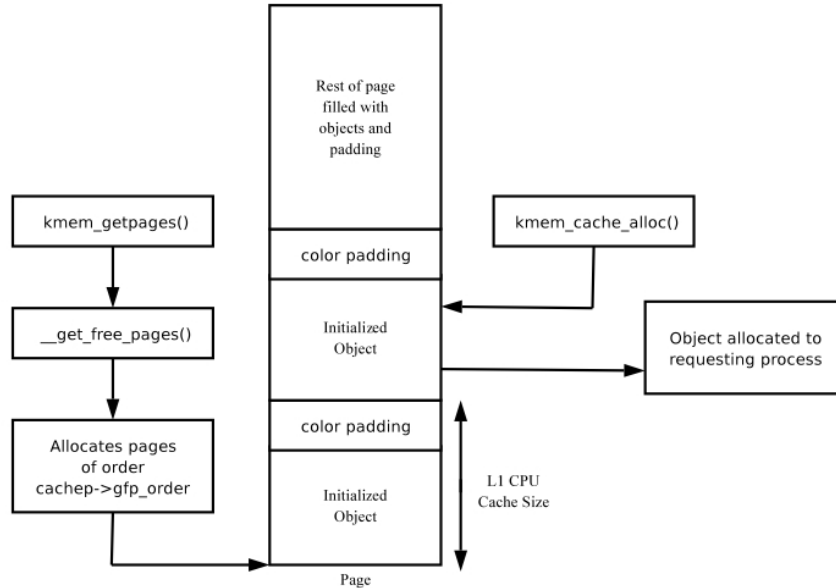 Rest of page
filled with
objects and
padding
kmem_getpages()
kmem_cache_alloc()
color padding
__get_free_pages()
Initialized
Object
Object allocated to
requesting process
color padding
Allocates pages
of order
cachep->gfp_order
L1 CPU
Cache Size
Initialized
Object
Page